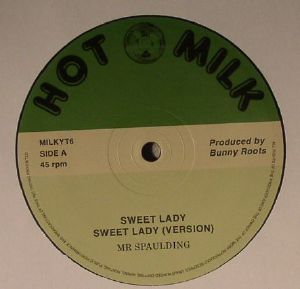 HOT MILK
MILKYT6
SIDE A
45 rpm
Produced by
Bunny Roots
SWEET LADY
SWEET LADY (VERSION)
MR SPAULDING